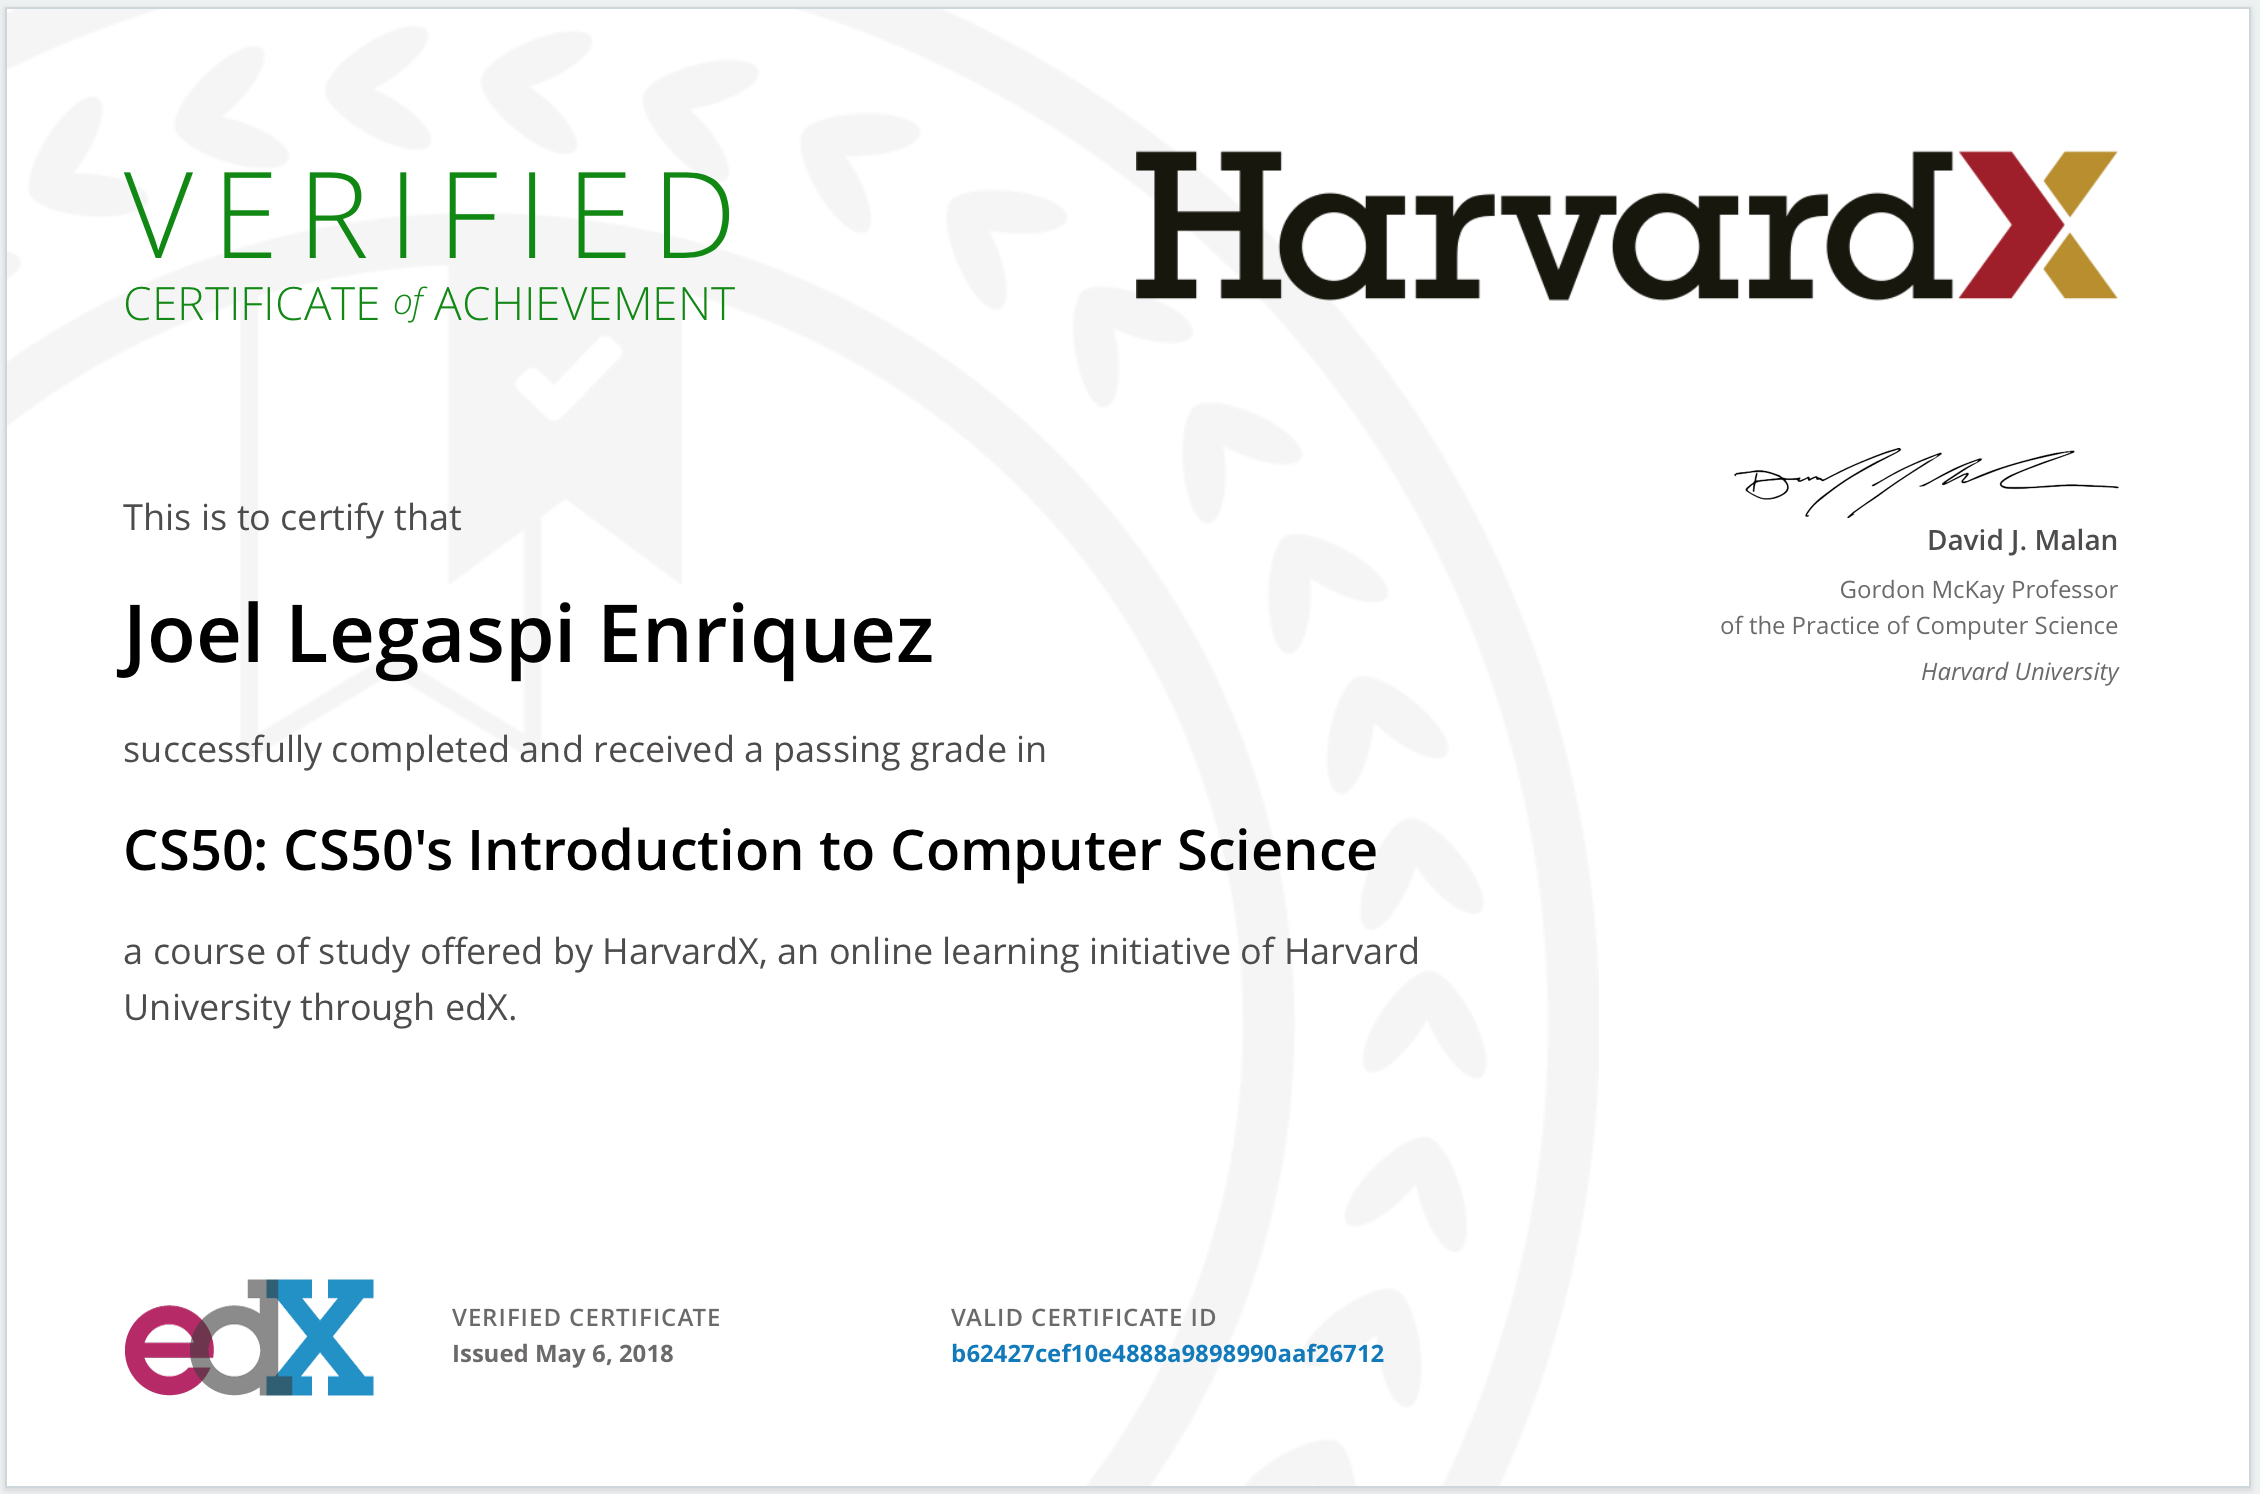 VERIFIED
CERTIFICATE of ACHIEVEMENT
HarvardX
This is to certify that
Joel Legaspi Enriquez
successfully completed and received a passing grade in
CS50: CS50's Introduction to Computer Science
a course of study offered by HarvardX, an online learning initiative of Harvard
University through edX.
David J. Malan
Gordon McKay Professor
of the Practice of Computer Science
Harvard University
edX
VERIFIED CERTIFICATE
Issued May 6, 2018
VALID CERTIFICATE ID
b62427cef10e4888a9898990aaf26712